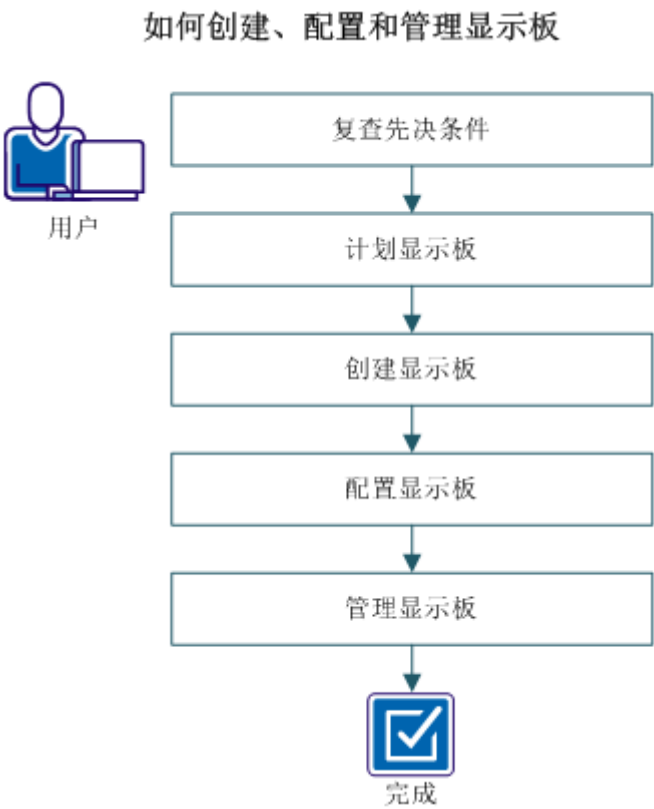 如何创建、配置和管理显示板
复查先决条件
用户
计划显示板
创建显示板
配置显示板
管理显示板
完成